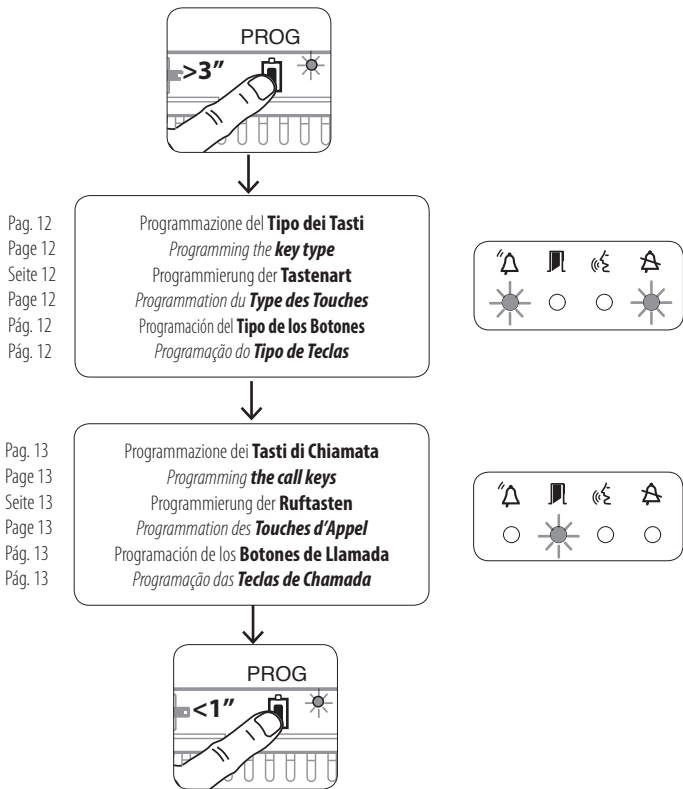 PROG
>3"
Pag. 12 Programmazione del Tipo dei Tasti
Page 12 Programming the key type
Seite 12 Programmierung der Tastenart
Page 12 Programmation du Type des Touches
Pág. 12 Programación del Tipo de los Botones
Pág. 12 Programação do Tipo de Teclas
Pag. 13 Programmazione dei Tasti di Chiamata
Page 13 Programming the call keys
Seite 13 Programmierung der Ruftasten
Page 13 Programmation des Touches d'Appel
Pág. 13 Programación de los Botones de Llamada
Pág. 13 Programação das Teclas de Chamada
PROG
<1"